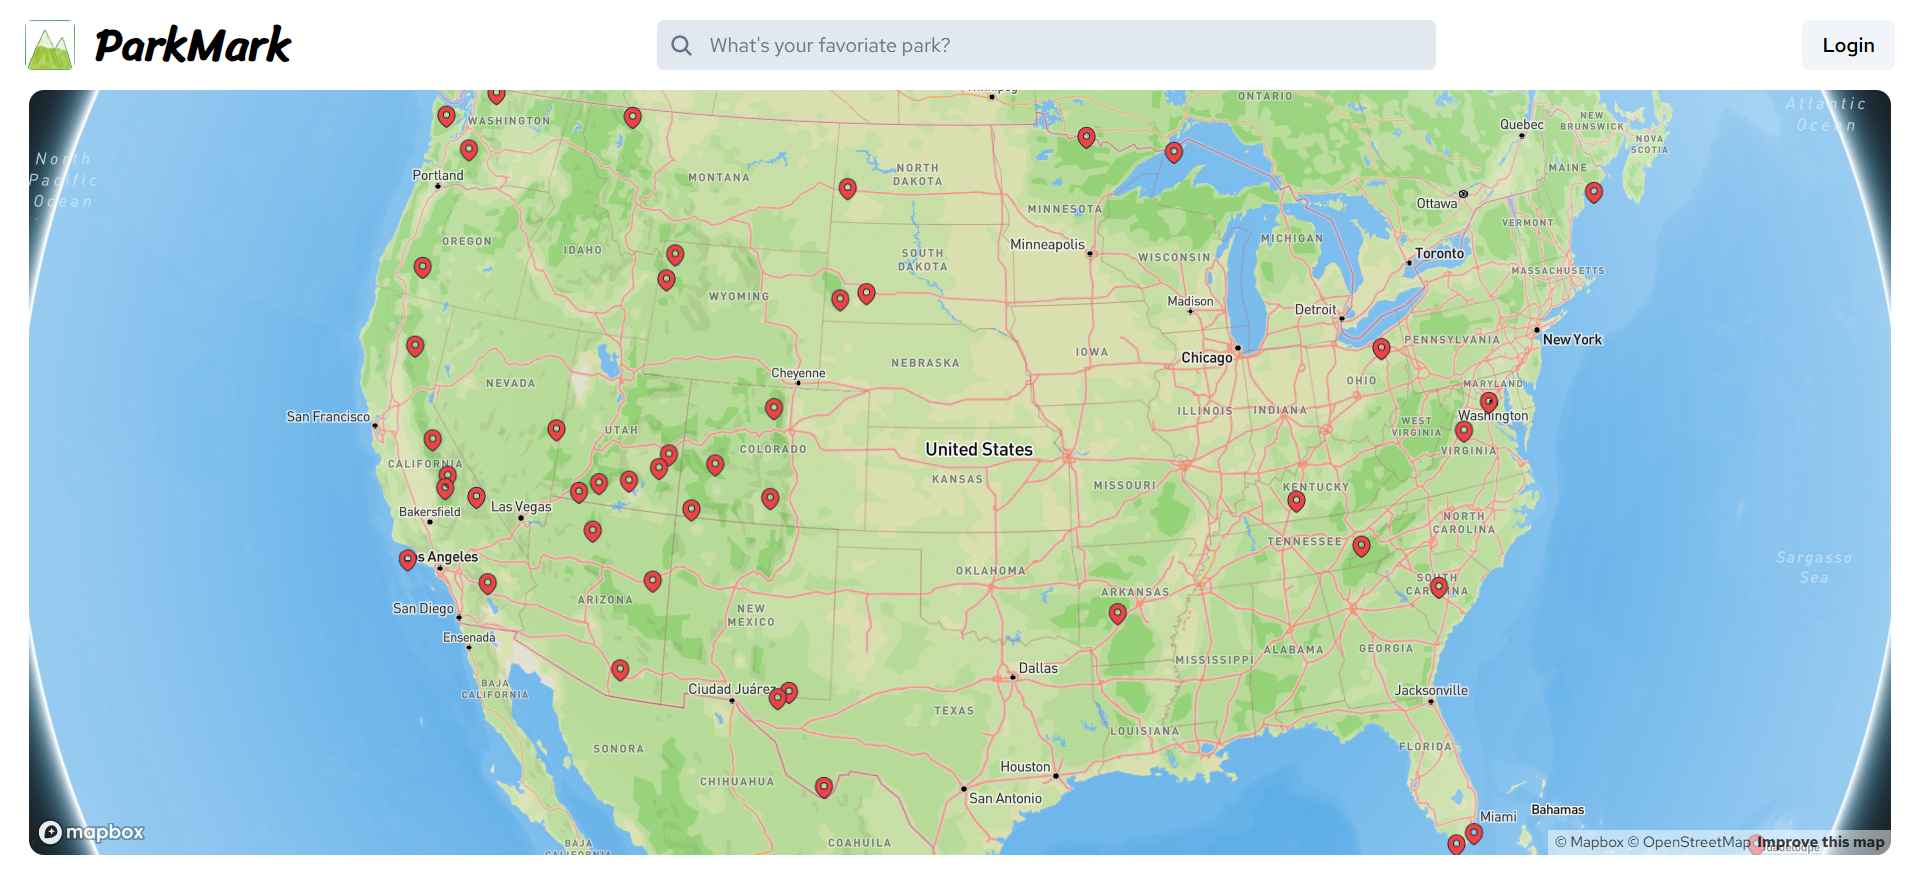 ParkMark
What's your favoriate park?
Login
ONTARIO
Atlantic
Ocean
North
Pacific
Ocean
WASHINGTON
Portland
MONTANA
NORTH
DAKOTA
MINNESOTA
Quebec
NEW
BRUNSWICK
NOVA
SCOTIA
MAINE
Ottawa
VERMONT
OREGON
IDAHO
SOUTH
DAKOTA
Minneapolis
WISCONSIN
MICHIGAN
Toronto
MASSACHUSETTS
WYOMING
Madison
Detroit
New York
PENNSYLVANIA
IOWA
Chicago
NEBRASKA
Cheyenne
NEVADA
OHIO
MARYLAND
San Francisco
UTAH
COLORADO
United States
ILLINOIS
INDIANA
WEST
VIRGINIA
Washington
VIRGINIA
CALIFORNIA
KANSAS
MISSOURI
KENTUCKY
Bakersfield
Las Vegas
NORTH
CAROLINA
TENNESSEE
os Angeles
OKLAHOMA
ARKANSAS
SOUTH
CAROLINA
Sargasso
Sea
San Diego
ARIZONA
NEW
MEXICO
Ensenada
MISSISSIPPI
ALABAMA
GEORGIA
Dallas
BAJA
CALIFORNIA
Ciudad Juárez
TEXAS
Jacksonville
LOUISIANA
SONORA
FLORIDA
CHIHUAHUA
Houston
San Antonio
Miami
Bahamas
mapbox
BAJA
CALIFORNIA
COAHUILA
© Mapbox © OpenStreetMap Improve this map